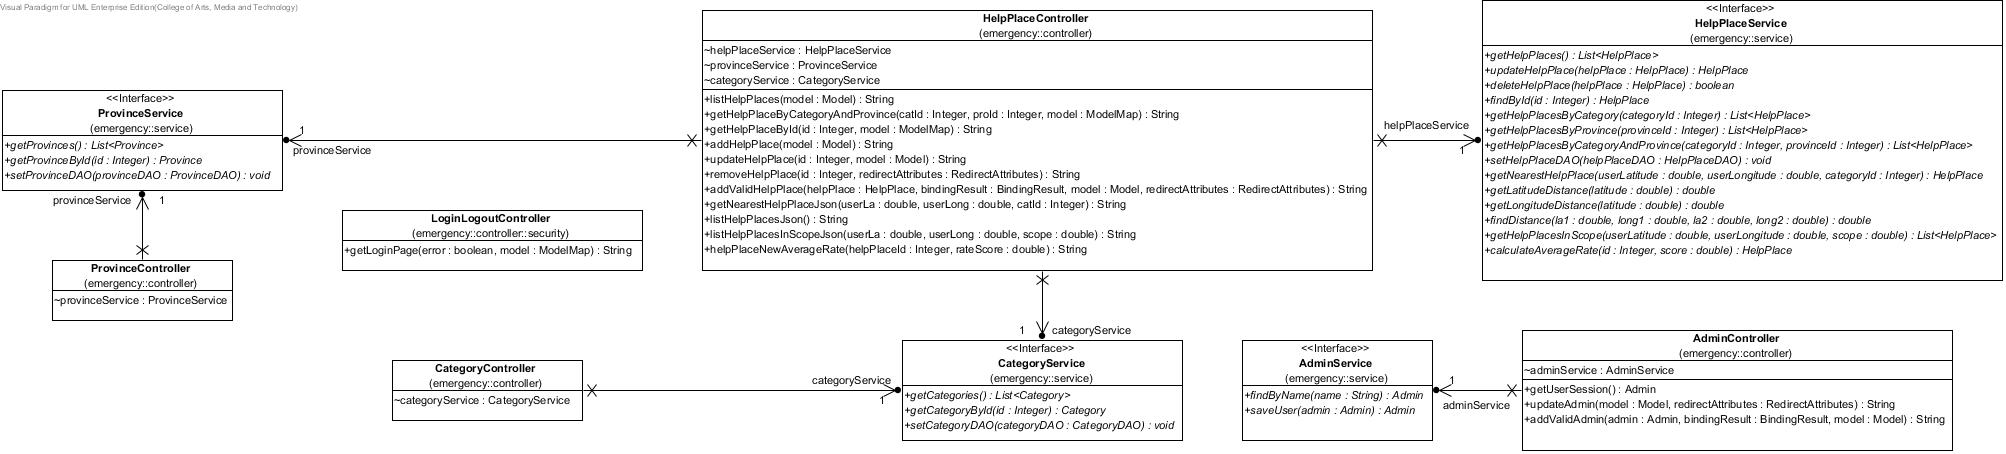 Visual Paradigm for UML Enterprise Edition(College of Arts, Media and Technology)
HelpPlaceController
(emergency::controller)
~helpPlaceService : HelpPlaceService
~provinceService : ProvinceService
~categoryService : CategoryService
+listHelpPlaces(model : Model) : String
+getHelpPlaceByCategoryAndProvince(catId : Integer, proId : Integer, model : ModelMap) : String
+getHelpPlaceById(id : Integer, model : ModelMap) : String
+addHelpPlace(model : Model) : String
+updateHelpPlace(id : Integer, model : Model) : String
+removeHelpPlace(id : Integer, redirectAttributes : RedirectAttributes) : String
+addValidHelpPlace(helpPlace : HelpPlace, bindingResult : BindingResult, model : Model, redirectAttributes : RedirectAttributes) : String
+getNearestHelpPlaceJson(userLa : double, userLong : double, catId : Integer) : String
+listHelpPlacesJson() : String
+listHelpPlacesInScopeJson(userLa : double, userLong : double, scope : double) : String
+helpPlaceNewAverageRate(helpPlaceId : Integer, rateScore : double) : String
<<Interface>>
HelpPlaceService
(emergency::service)
+getHelpPlaces() : List<HelpPlace>
+updateHelpPlace(helpPlace : HelpPlace) : HelpPlace
+deleteHelpPlace(helpPlace : HelpPlace) : boolean
+findById(id : Integer) : HelpPlace
+getHelpPlacesByCategory(categoryId : Integer) : List<HelpPlace>
+getHelpPlacesByProvince(provinceId : Integer) : List<HelpPlace>
+getHelpPlacesByCategoryAndProvince(categoryId : Integer, provinceId : Integer) : List<HelpPlace>
+setHelpPlaceDAO(helpPlaceDAO : HelpPlaceDAO) : void
+getNearestHelpPlace(userLatitude : double, userLongitude : double, categoryId : Integer) : HelpPlace
+getLatitudeDistance(latitude : double) : double
+getLongitudeDistance(latitude : double) : double
+findDistance(la1 : double, long1 : double, la2 : double, long2 : double) : double
+getHelpPlacesInScope(userLatitude : double, userLongitude : double, scope : double) : List<HelpPlace>
+calculateAverageRate(id : Integer, score : double) : HelpPlace
<<Interface>>
ProvinceService
(emergency::service)
+getProvinces() : List<Province>
+getProvinceById(id : Integer) : Province
+setProvinceDAO(provinceDAO : ProvinceDAO) : void
1
provinceService
helpPlaceService
1
provinceService
1
LoginLogoutController
(emergency::controller::security)
+getLoginPage(error : boolean, model : ModelMap) : String
ProvinceController
(emergency::controller)
~provinceService : ProvinceService
1
categoryService
CategoryController
(emergency::controller)
~categoryService : CategoryService
categoryService
1
<<Interface>>
CategoryService
(emergency::service)
+getCategories() : List<Category>
+getCategoryById(id : Integer) : Category
+setCategoryDAO(categoryDAO : CategoryDAO) : void
<<Interface>>
AdminService
(emergency::service)
+findByName(name : String) : Admin
+saveUser(admin : Admin) : Admin
1
adminService
AdminController
(emergency::controller)
~adminService : AdminService
+getUserSession() : Admin
+updateAdmin(model : Model, redirectAttributes : RedirectAttributes) : String
+addValidAdmin(admin : Admin, bindingResult : BindingResult, model : Model) : String